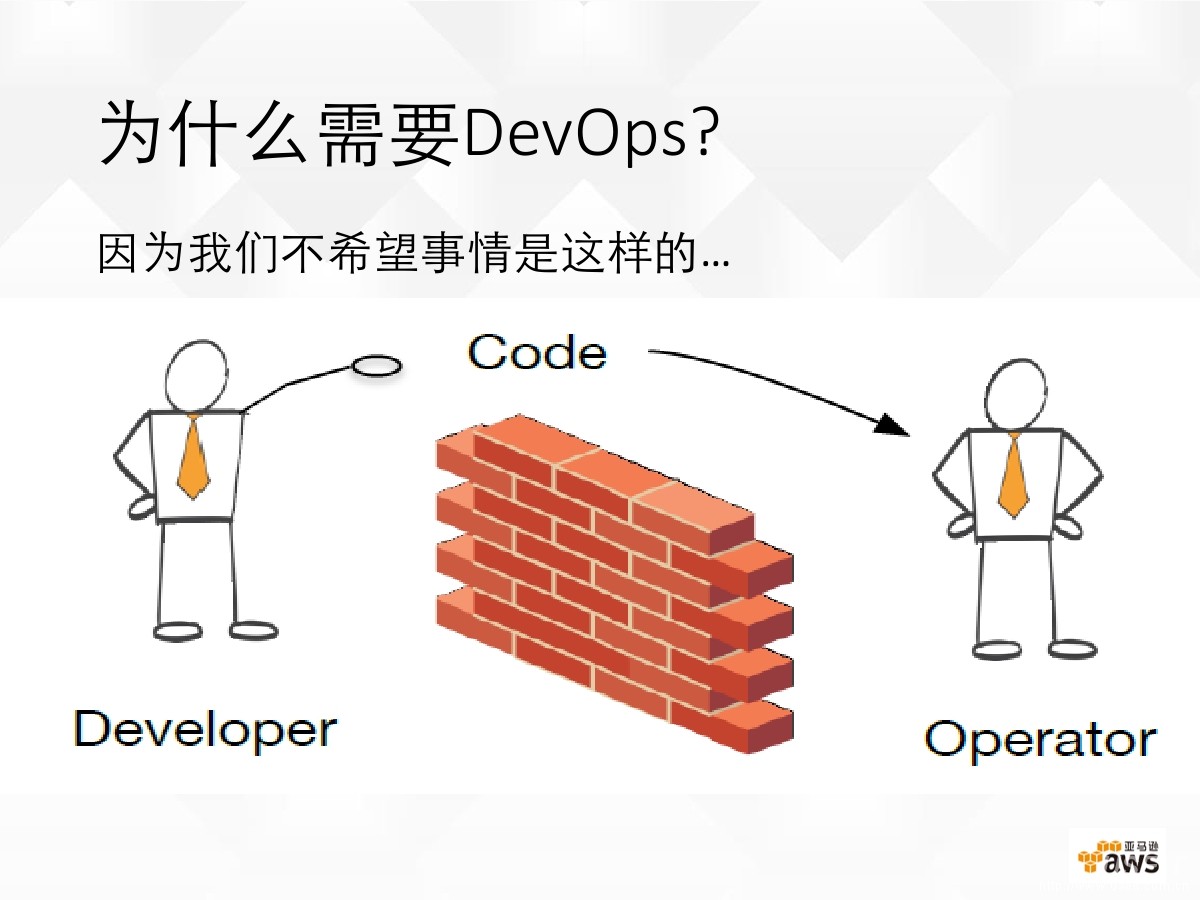 为什么需要DevOps?
因为我们不希望事情是这样的...
Code
Developer
Operator
亚马逊
aws